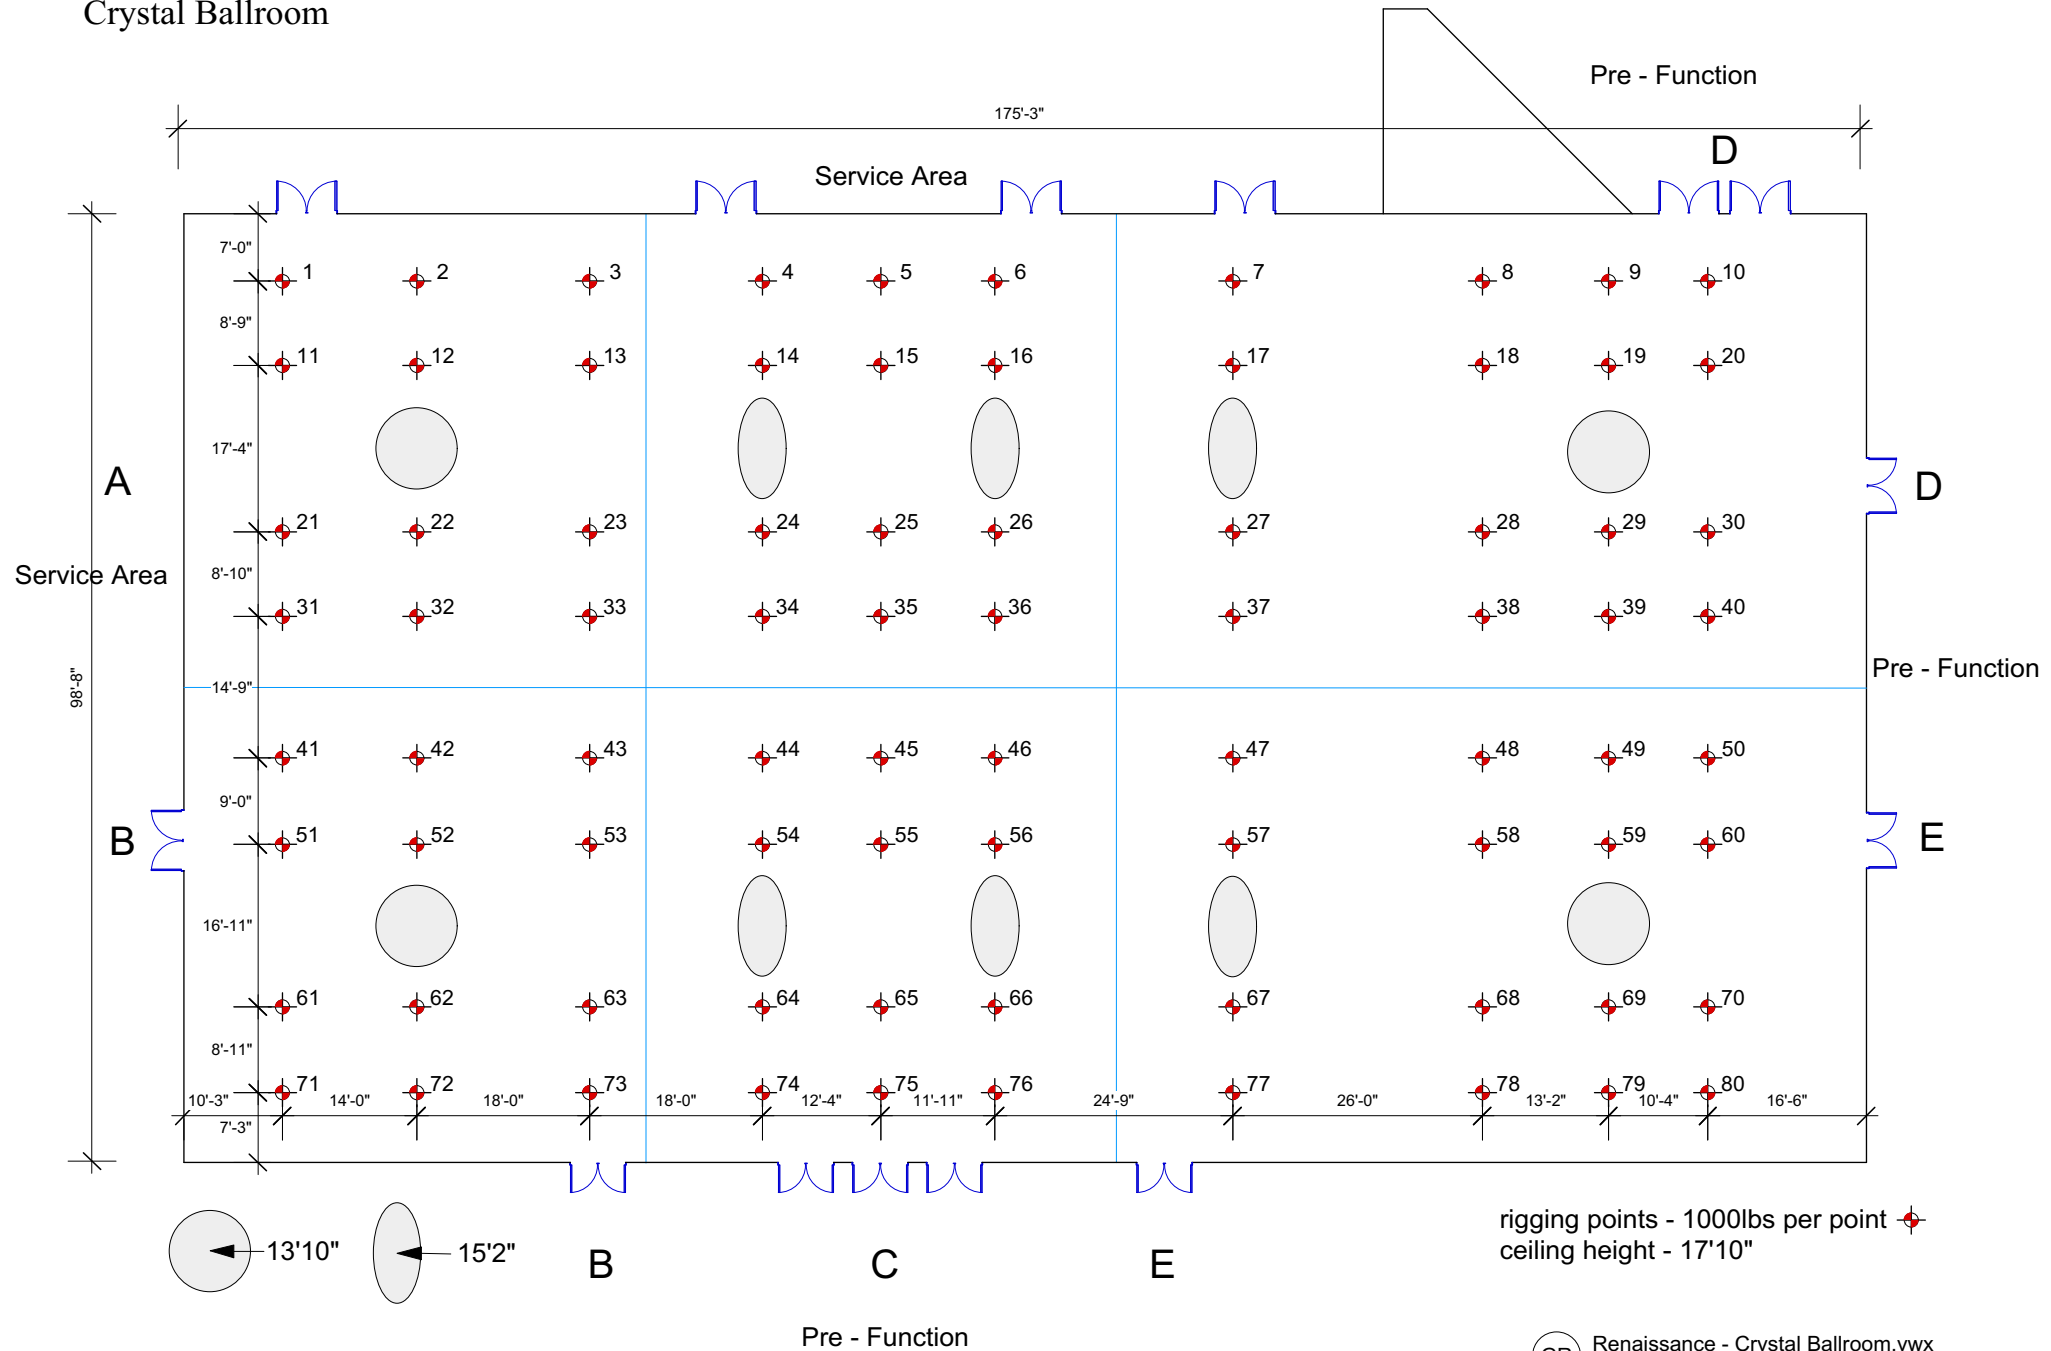 Crystal Ballroom
Pre - Function
175'-3"
D
Service Area
7'-0"
1 2 3 4 5 6 7 8 9 10
8'-9"
11 12 13 14 15 16 17 18 19 20
17'-4"
A
D
21 22 23 24 25 26 27 28 29 30
Service Area
8'-10"
31 32 33 34 35 36 37 38 39 40
98'-8"
14'-9"
Pre - Function
41 42 43 44 45 46 47 48 49 50
9'-0"
B
51 52 53 54 55 56 57 58 59 60
E
16'-11"
61 62 63 64 65 66 67 68 69 70
8'-11"
71 72 73 74 75 76 77 78 79 80
10'-3" 14'-0" 18'-0" 18'-0" 12'-4" 11'-11" 24'-9" 26'-0" 13'-2" 10'-4" 16'-6"
7'-3"
13'10"
15'2"
B
C
E
rigging points - 1000lbs per point
ceiling height - 17'10"
Pre - Function
Renaissance - Crystal Ballroom.vwx